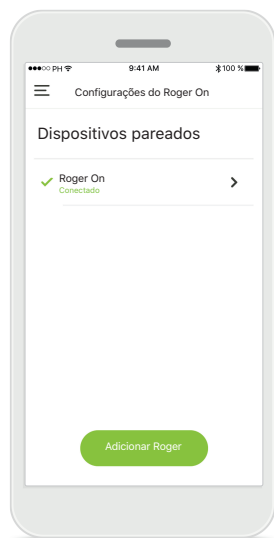 PH 9:41 AM 100 %
Configurações do Roger On
Dispositivos pareados
Roger On
Conectado
Adicionar Roger